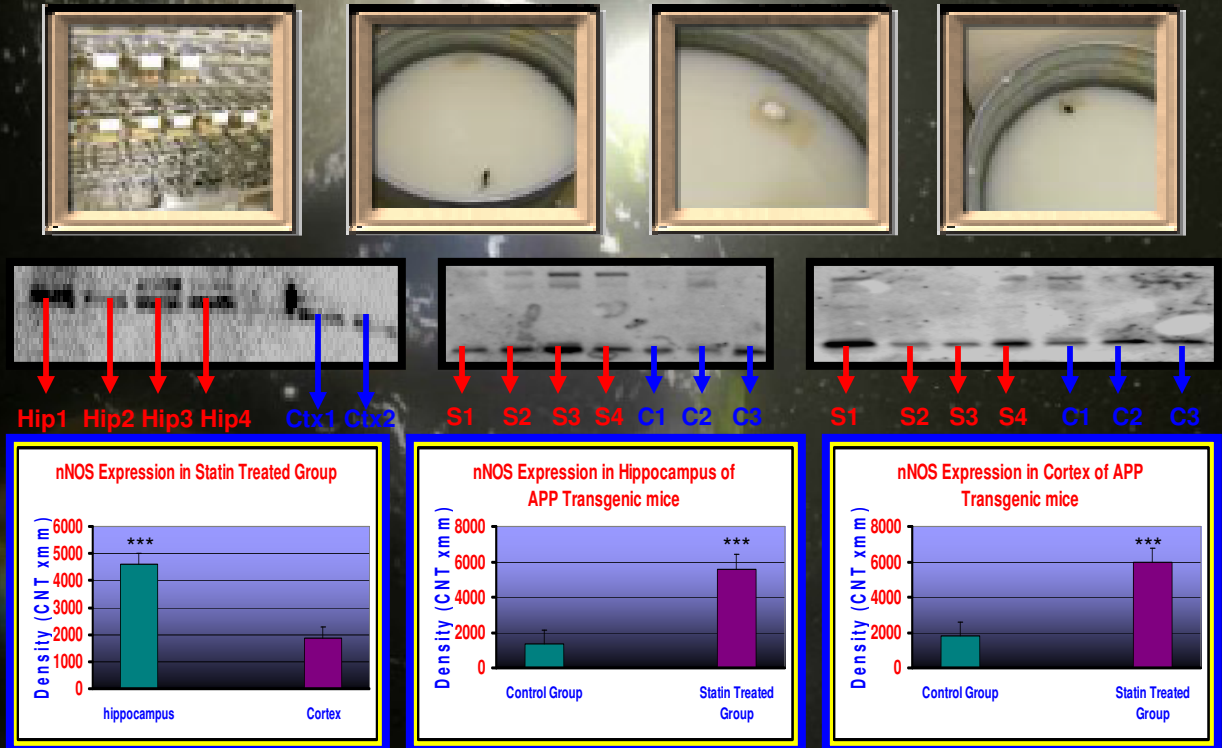 Hip1 Hip2 Hip3 Hip4 Ctx1 Ctx2
S1 S2 S3 S4 C1 C2 C3
S1 S2 S3 S4 C1 C2 C3
nNOS Expression in Statin Treated Group
Density (CNT xmm)
6000
5000
4000
3000
2000
1000
0
***
hippocampus Cortex
nNOS Expression in Hippocampus of
APP Transgenic mice
Density (CNT xmm)
8000
6000
4000
2000
0
***
Control Group Statin Treated
Group
nNOS Expression in Cortex of APP
Transgenic mice
Density (CNT xmm)
8000
6000
4000
2000
0
***
Control Group Statin Treated
Group